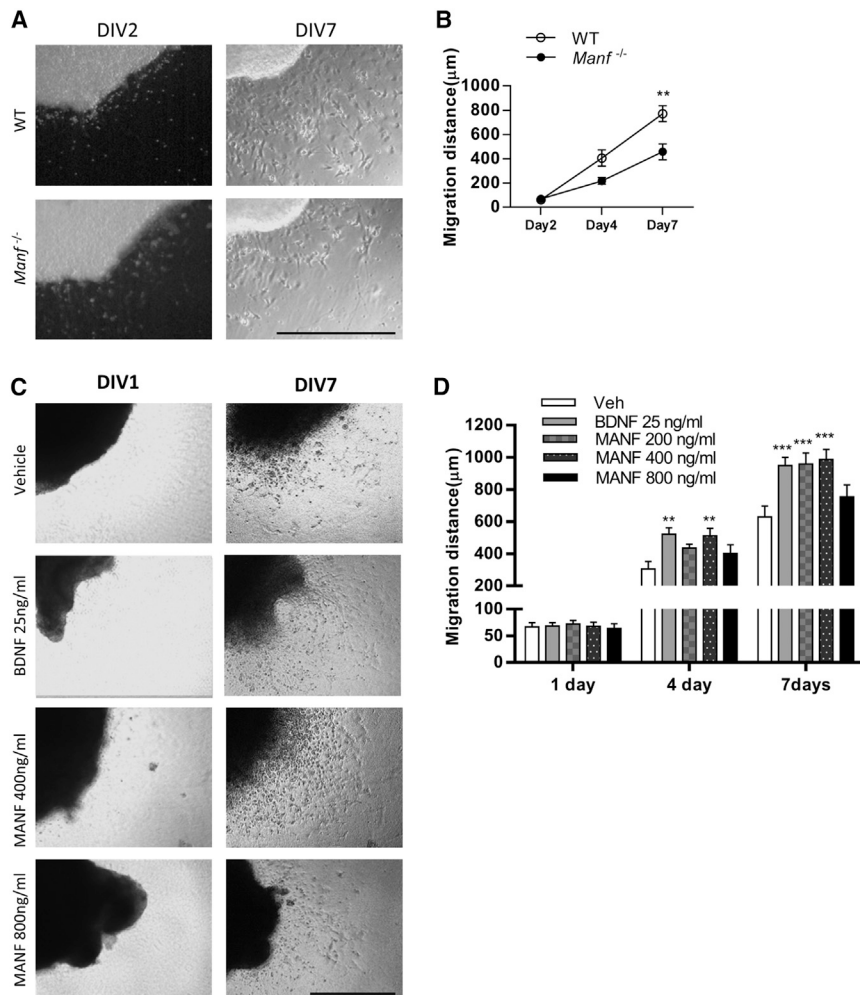 A
DIV2
DIV7
WT
Manf -/-
B
WT
Manf -/-
Migration distance(μm)
1000
800
600
400
200
0
**
Day2
Day4
Day7
C
DIV1
DIV7
Vehicle
BDNF 25ng/ml
MANF 400ng/ml
MANF 800ng/ml
D
Veh
BDNF 25 ng/ml
MANF 200 ng/ml
MANF 400 ng/ml
MANF 800 ng/ml
Migration distance(μm)
1200
1000
800
600
400
200
100
50
0
** **
*** *** ***
1 day
4 day
7days